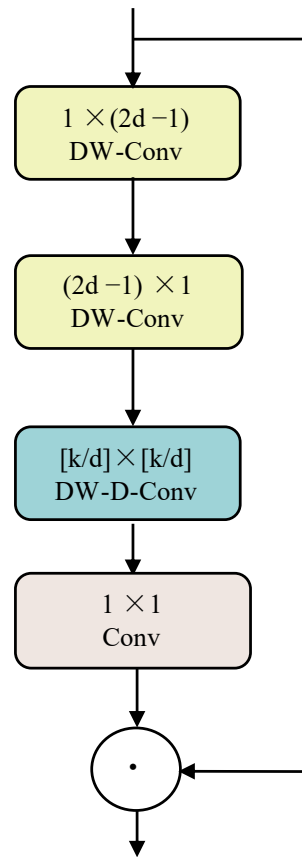 1 ×(2d −1)
DW-Conv
(2d −1) ×1
DW-Conv
[k/d]×[k/d]
DW-D-Conv
1 ×1
Conv
·